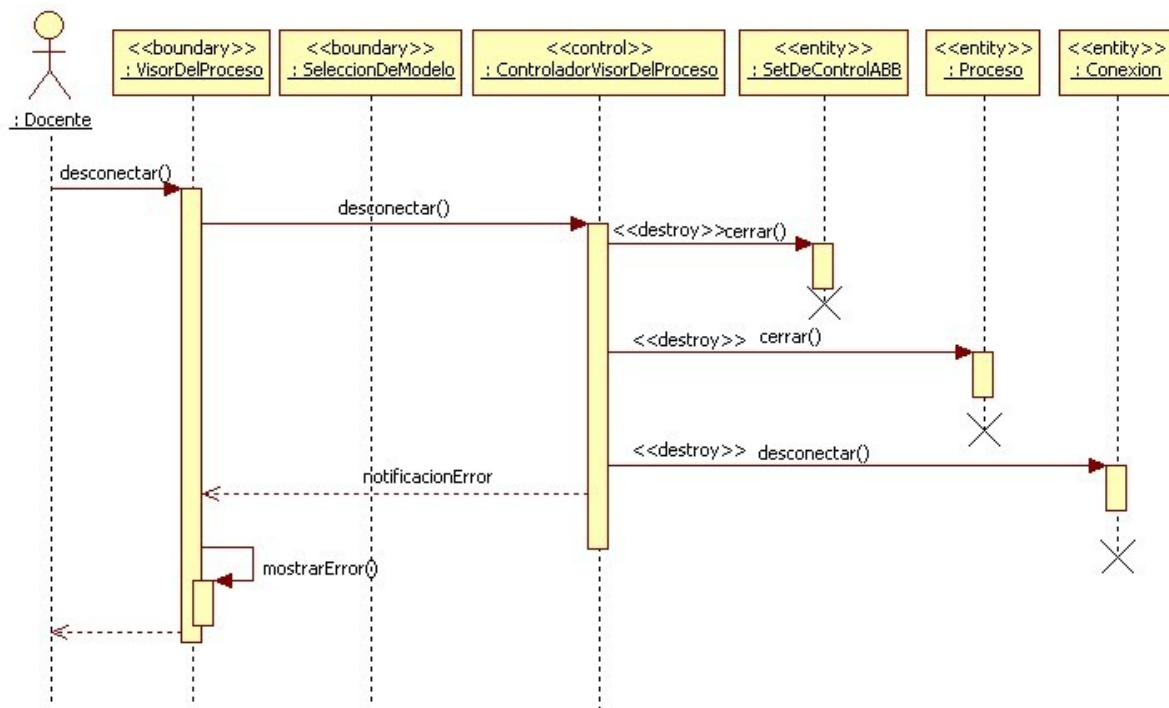 <<boundary>>
: VisorDelProceso
<<boundary>>
: SeleccionDeModelo
<<control>>
: ControladorVisorDelProceso
<<entity>>
: SetDeControlABB
<<entity>>
: Proceso
<<entity>>
: Conexion
: Docente
desconectar()
desconectar()
<<destroy>> cerrar()
<<destroy>> cerrar()
<<destroy>> desconectar()
notificacionError
mostrarError()